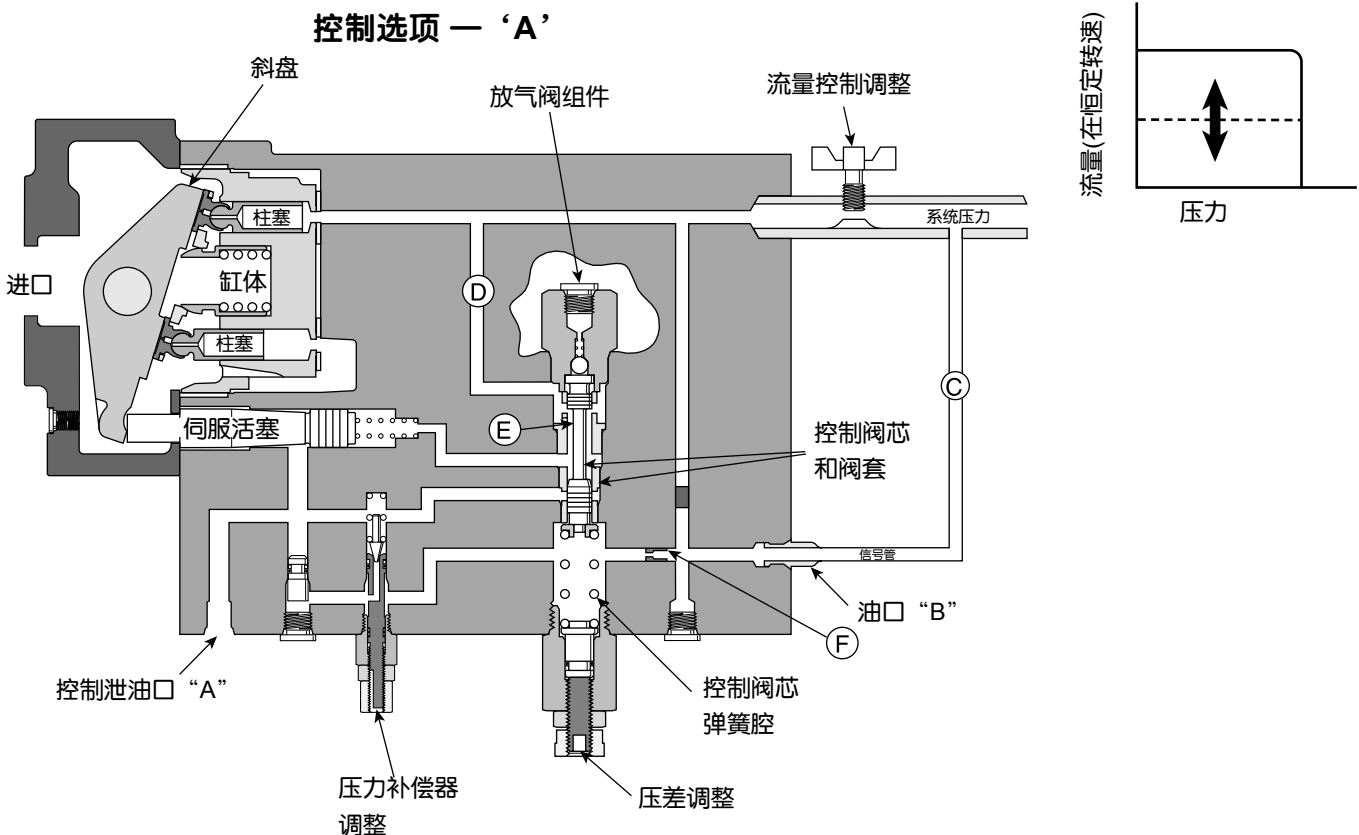 控制选项 — ‘A’
斜盘
放气阀组件
流量控制调整
流量(在恒定转速)
压力
系统压力
柱塞
进口
缸体
D
柱塞
C
伺服活塞
E
控制阀芯
和阀套
信号管
油口“B”
F
控制泄油口“A”
控制阀芯
弹簧腔
压力补偿器
调整
压差调整